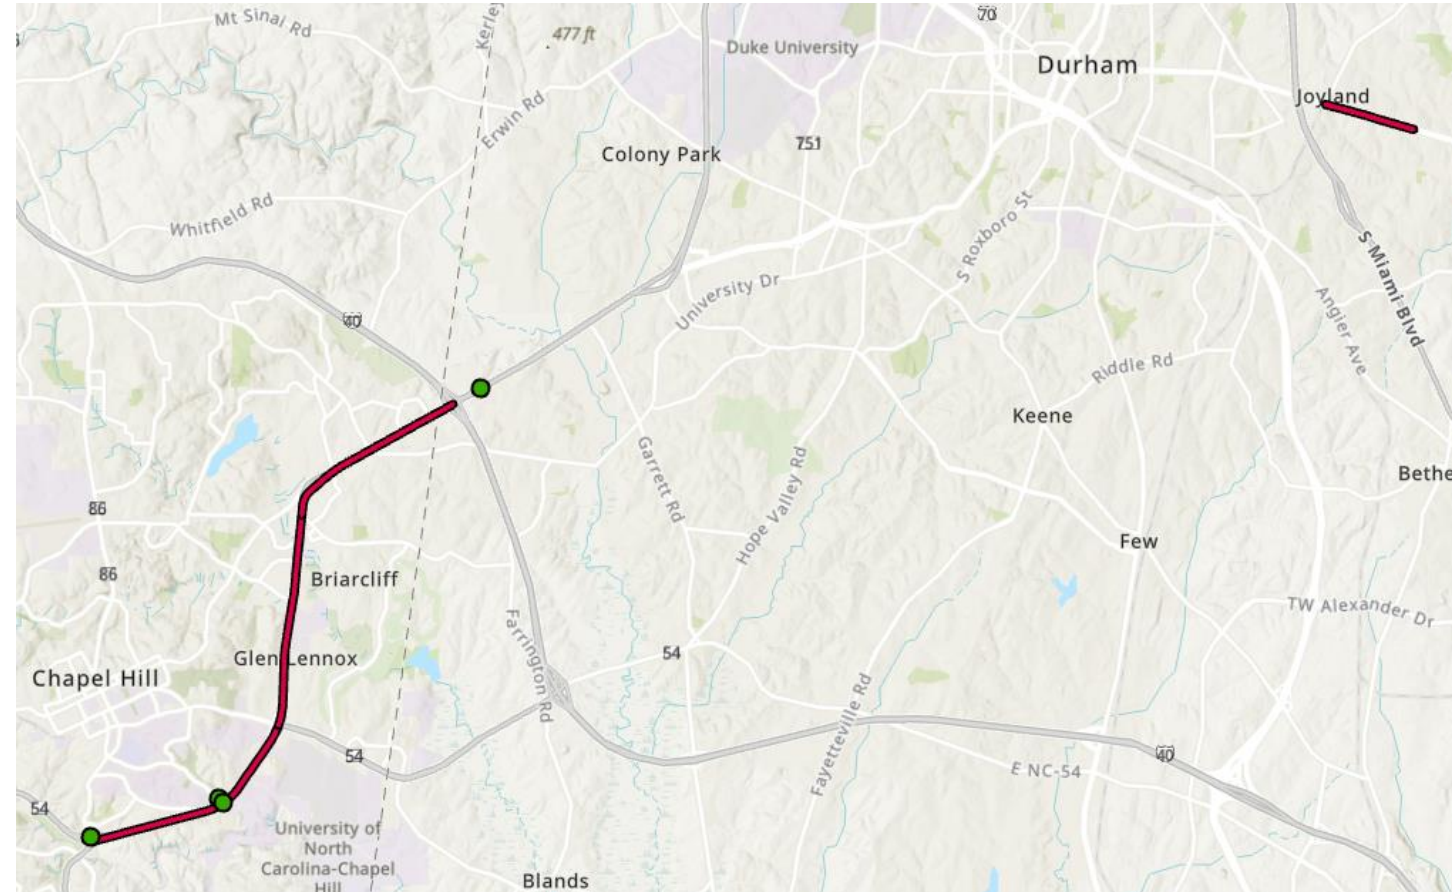 70
Mt Sinai Rd
Kerley
477 ft
Duke University
Durham
Joyland
Erwin Rd
751
Colony Park
Whitfield Rd
S Roxboro St
S Miami Blvd
University Dr
Angier Ave
40
Riddle Rd
Keene
Garrett Rd
Bethe
Hope Valley Rd
86
Few
86
Briarcliff
TW Alexander Dr
Farrington Rd
54
Glen Lennox
Chapel Hill
Fayetteville Rd
54
40
E NC-54
54
University of
North
Carolina-Chapel
Hill
Blands